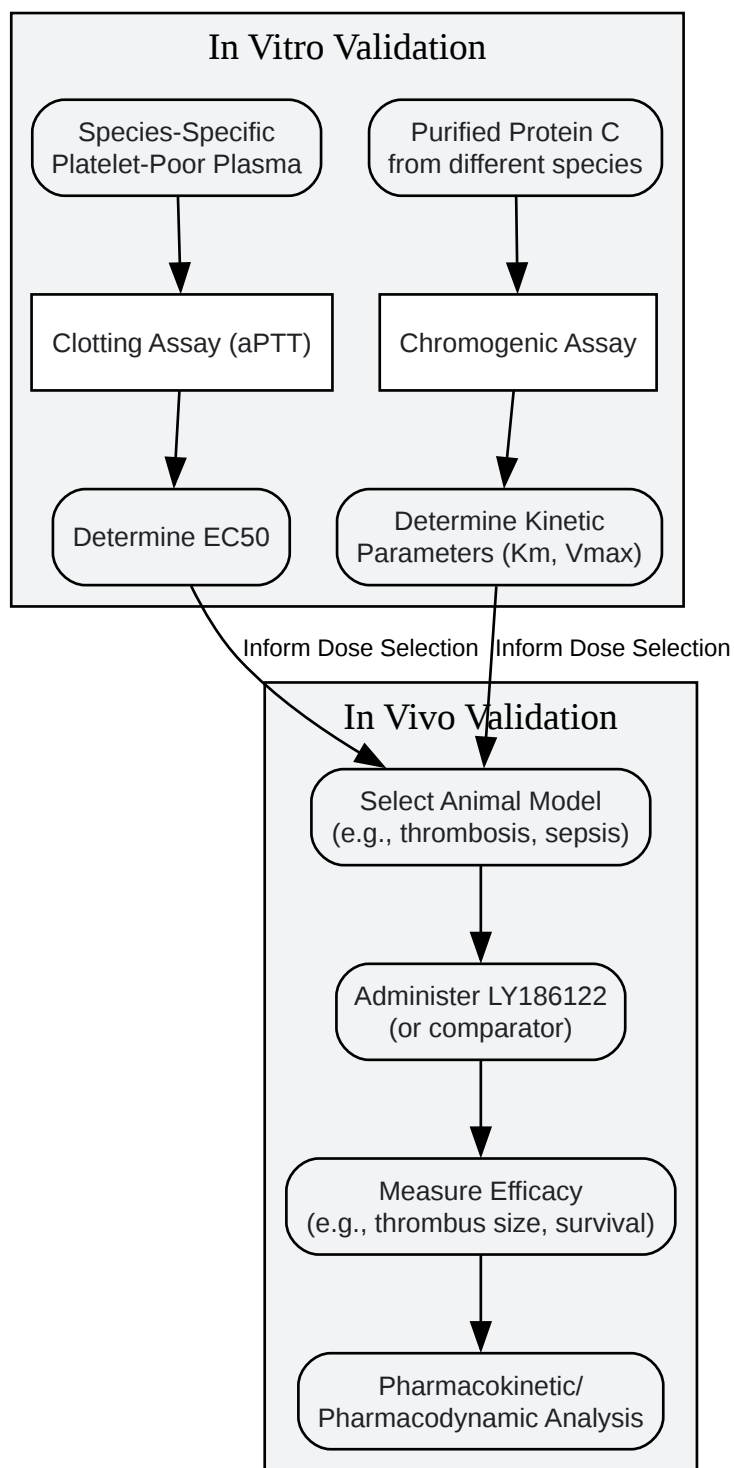 In Vitro Validation
Species-Specific
Platelet-Poor Plasma
Purified Protein C
from different species
Clotting Assay (aPTT)
Chromogenic Assay
Determine EC50
Determine Kinetic
Parameters (Km, Vmax)
Inform Dose Selection
Inform Dose Selection
In Vivo Validation
Select Animal Model
(e.g., thrombosis, sepsis)
Administer LY186122
(or comparator)
Measure Efficacy
(e.g., thrombus size, survival)
Pharmacokinetic/
Pharmacodynamic Analysis